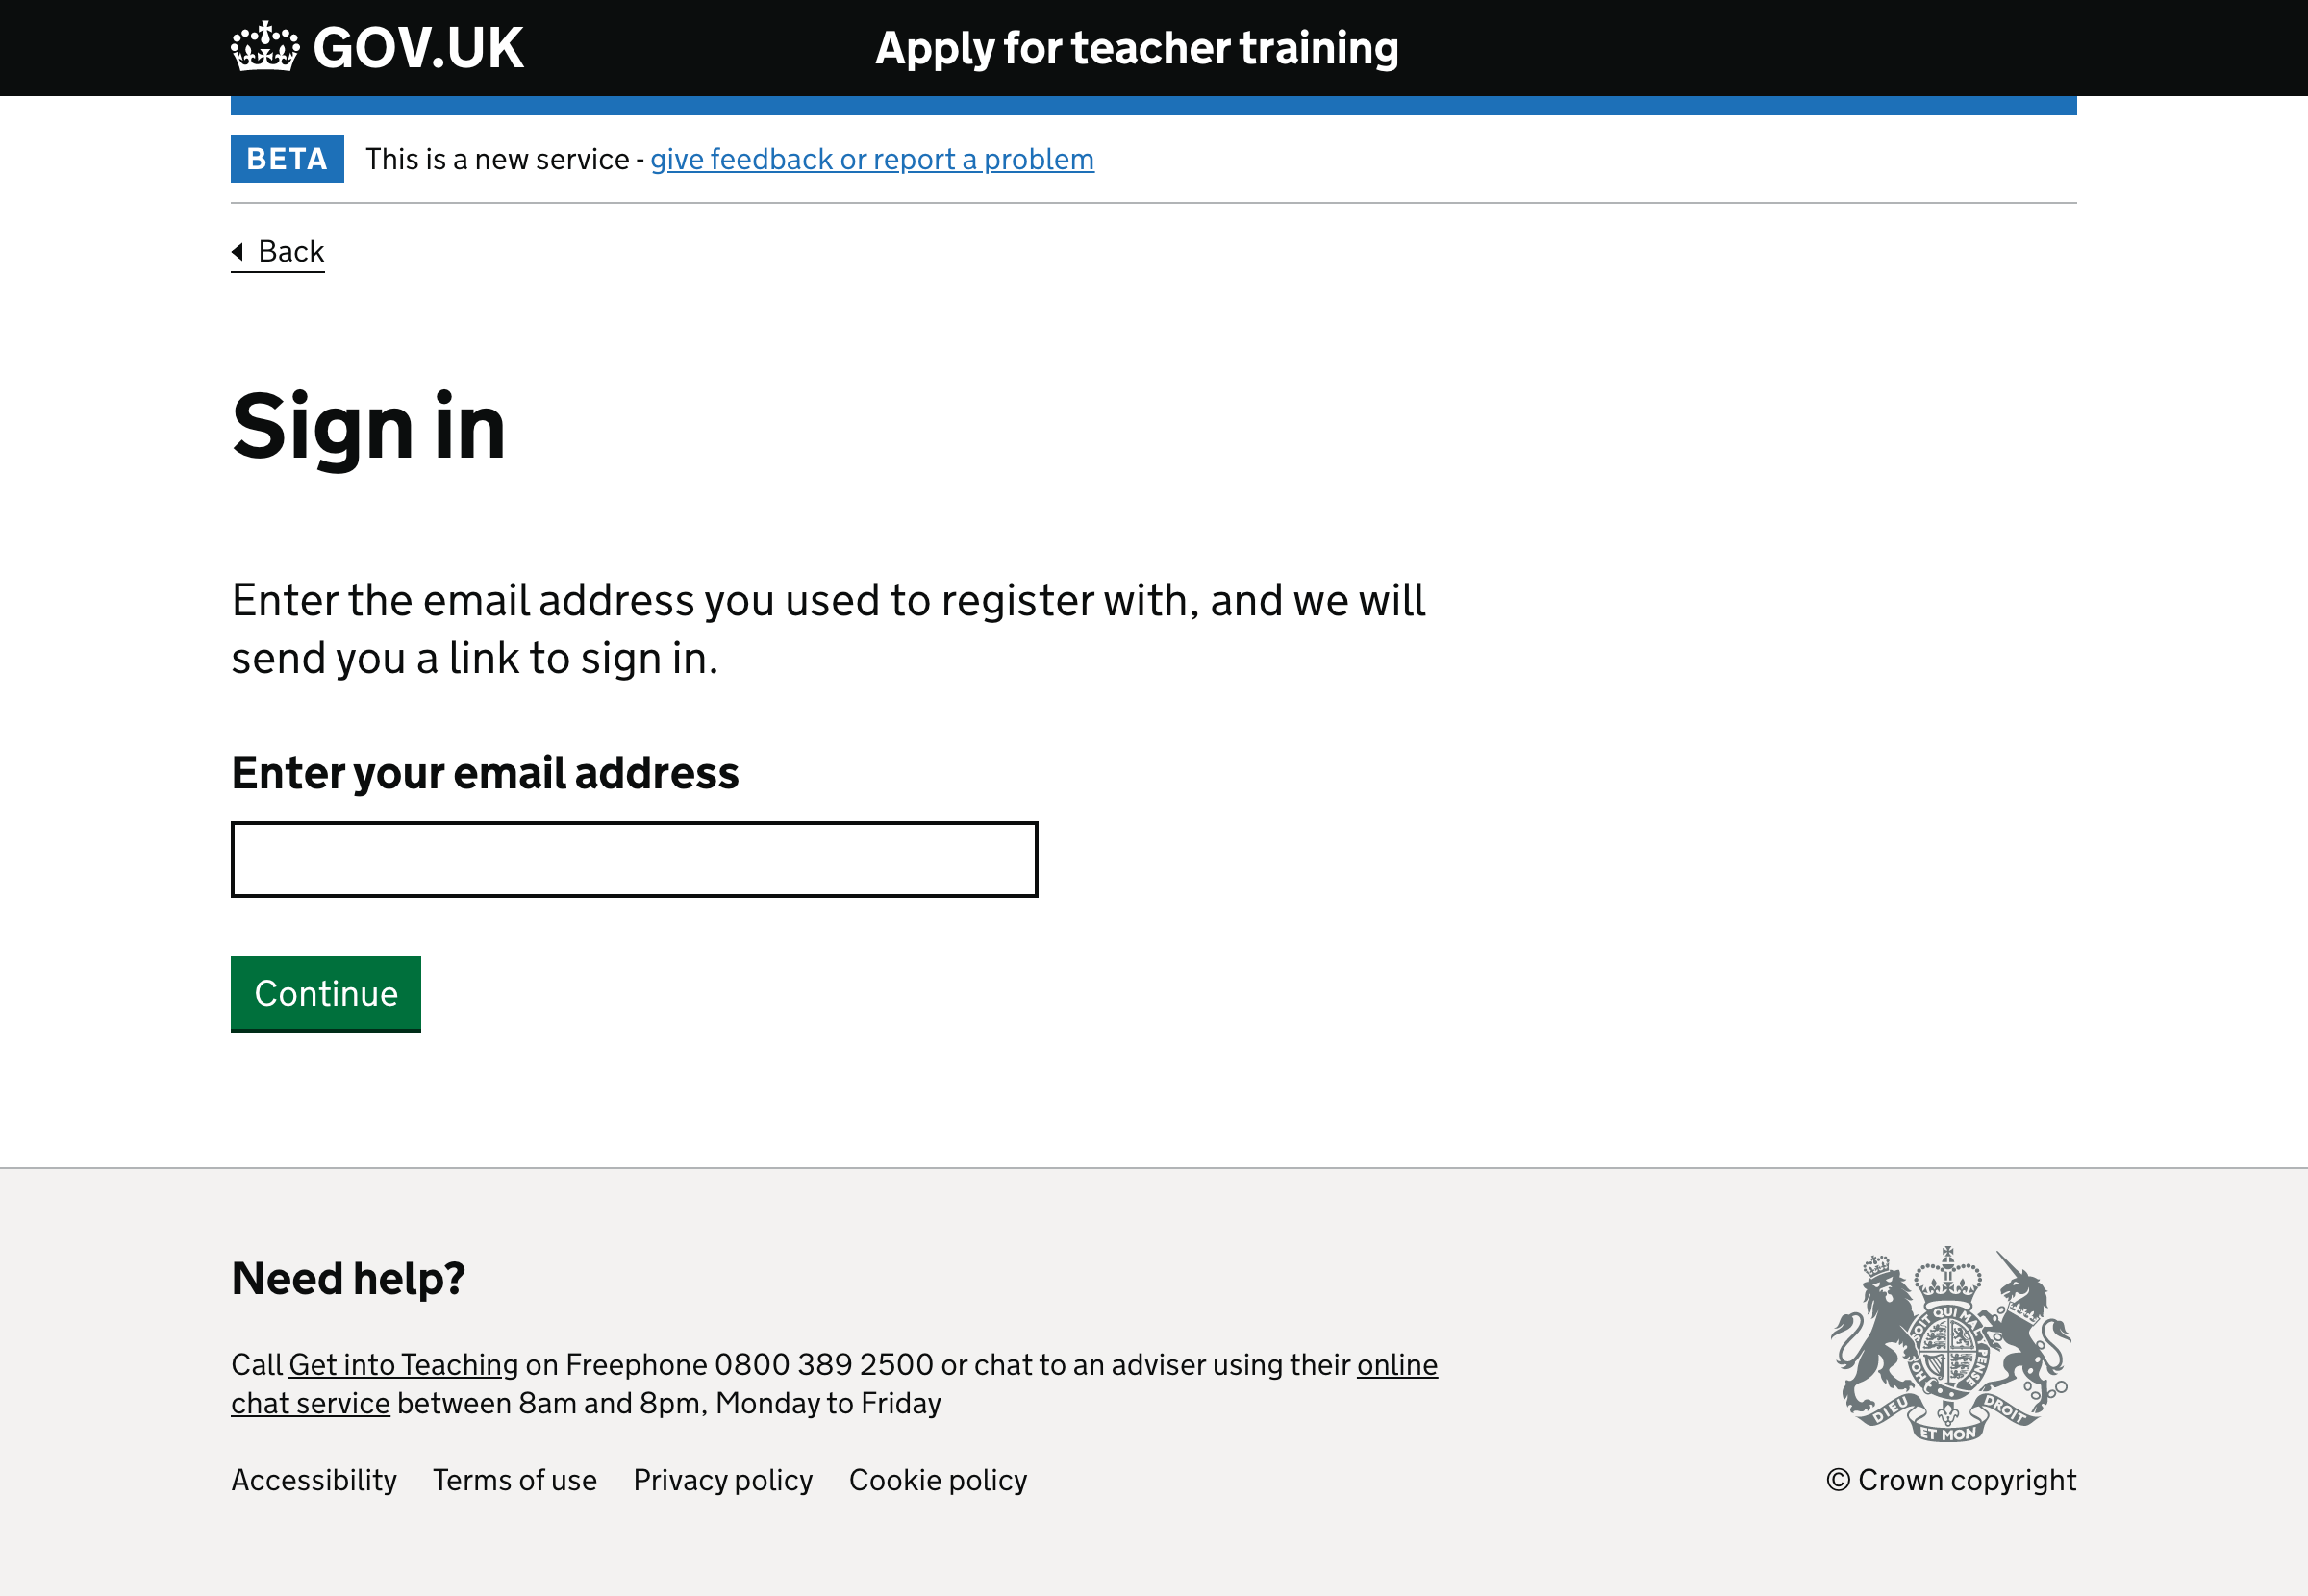 GOV.UK
Apply for teacher training
BETA This is a new service - give feedback or report a problem
Back
Sign in
Enter the email address you used to register with, and we will
send you a link to sign in.
Enter your email address
Continue
Need help?
Call Get into Teaching on Freephone 0800 389 2500 or chat to an adviser using their online
chat service between 8am and 8pm, Monday to Friday
Accessibility Terms of use Privacy policy Cookie policy
HONI SOIT QUI MAL Y PENSE
DIEU ET MON DROIT
© Crown copyright